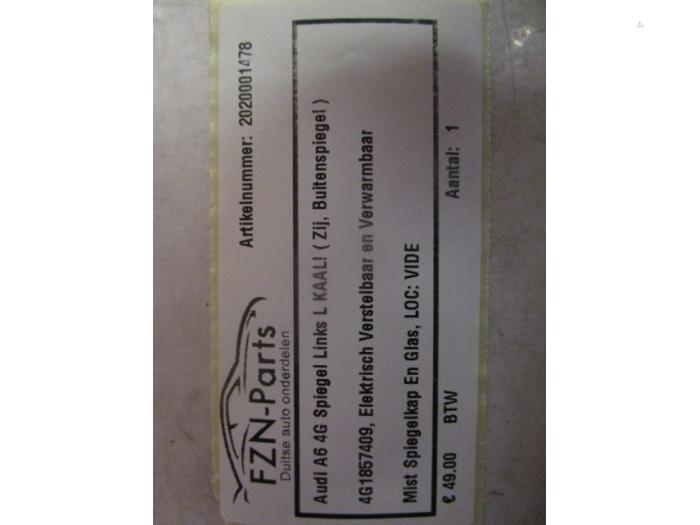 FZN-Parts
Duitse auto onderdelen
Artikelnummer: 2020001478
Audi A6 4G Spiegel Links L KAAL! ( Zij, Buitenspiegel )
4G1857409, Elektrisch Verstelbaar en Verwarmbaar
Mist Spiegelkap En Glas, LOC: VIDE
€ 49.00 BTW Aantal: 1